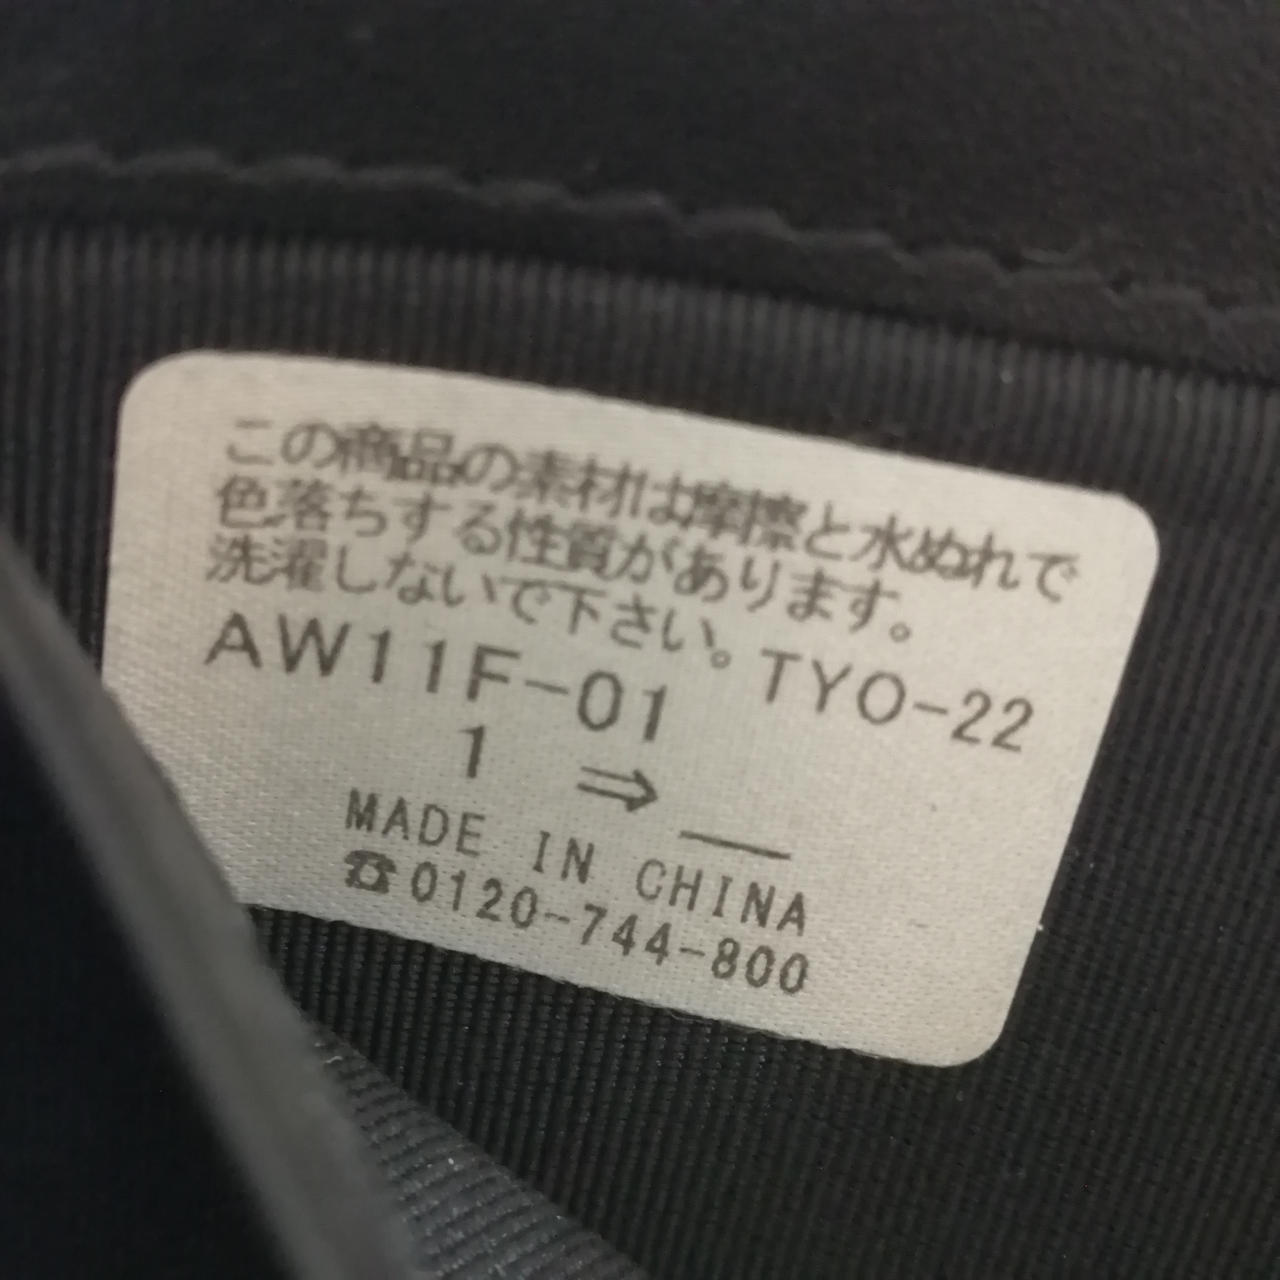 この商品の素材は摩擦と水ぬれで
色落ちする性質があります。
洗濯しないで下さい。
AW11F-01 TYO-22
1 ⇒ __
MADE IN CHINA
☎0120-744-800